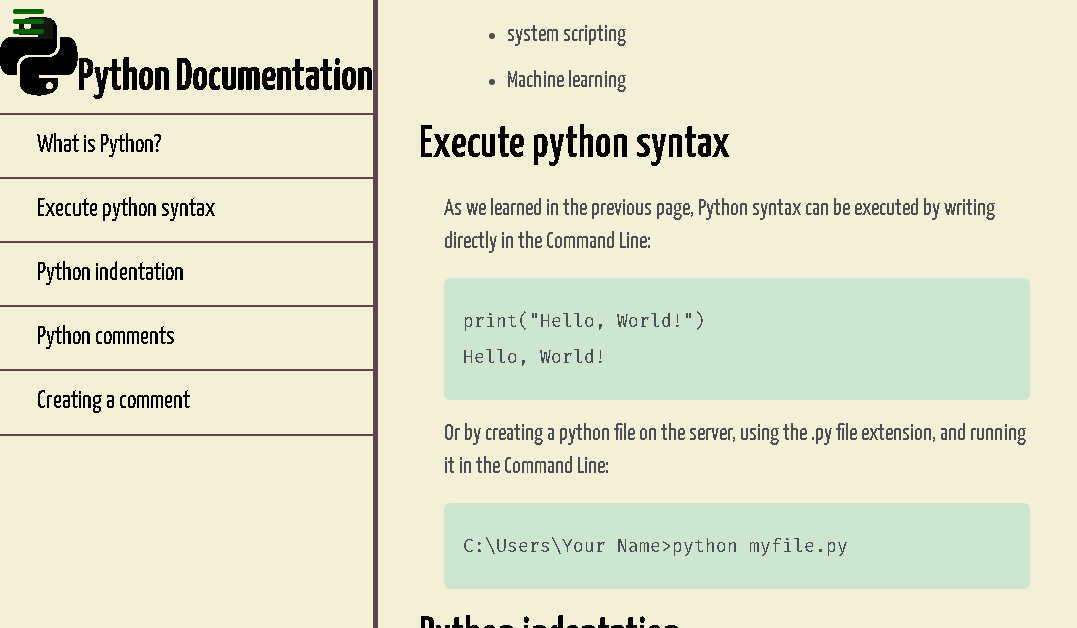 Python Documentation
What is Python?
Execute python syntax
Python indentation
Python comments
Creating a comment
system scripting
Machine learning
Execute python syntax
As we learned in the previous page, Python syntax can be executed by writing
directly in the Command Line:
print("Hello, World!")
Hello, World!
Or by creating a python file on the server, using the .py file extension, and running
it in the Command Line:
C:\Users\Your Name>python myfile.py
Python indentation